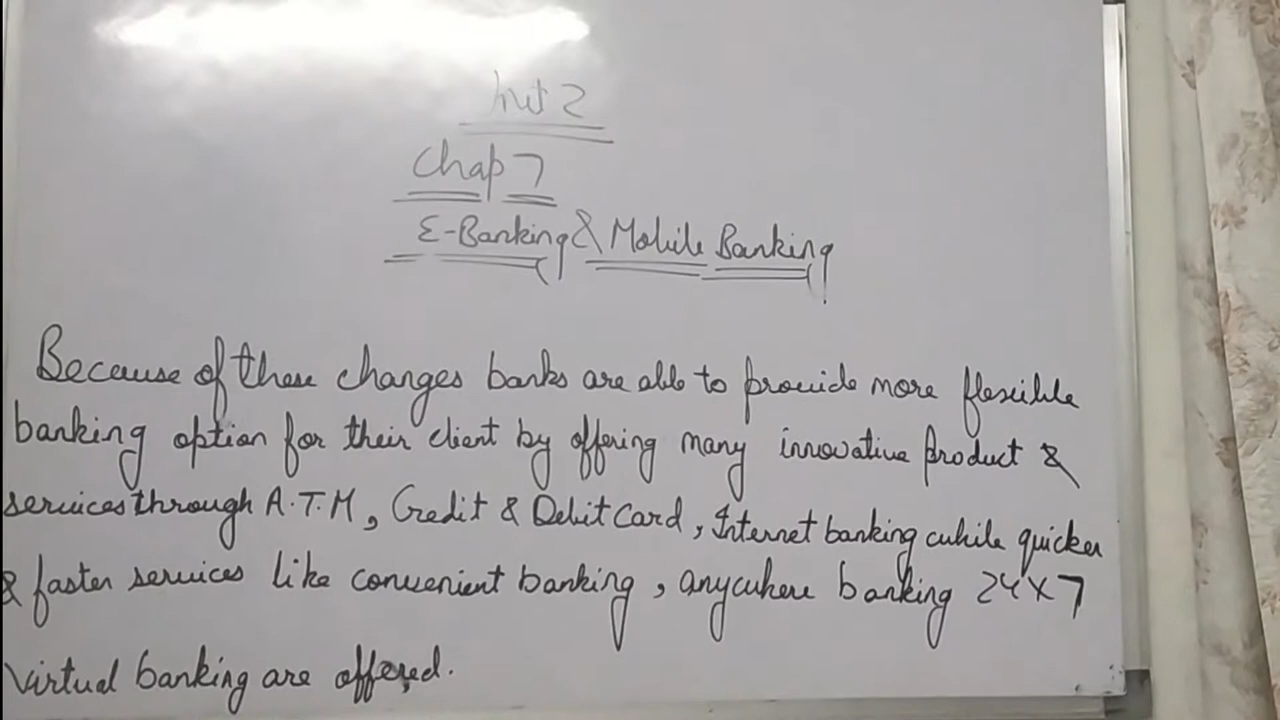 Unit 2
Chap 7
E-Banking & Mobile Banking
Because of these changes banks are able to provide more flexible
banking option for their client by offering many innovative product &
services through A.T.M, Credit & Debit Card, Internet banking while quicker
& faster services like convenient banking, anywhere banking 24x7
virtual banking are offered.